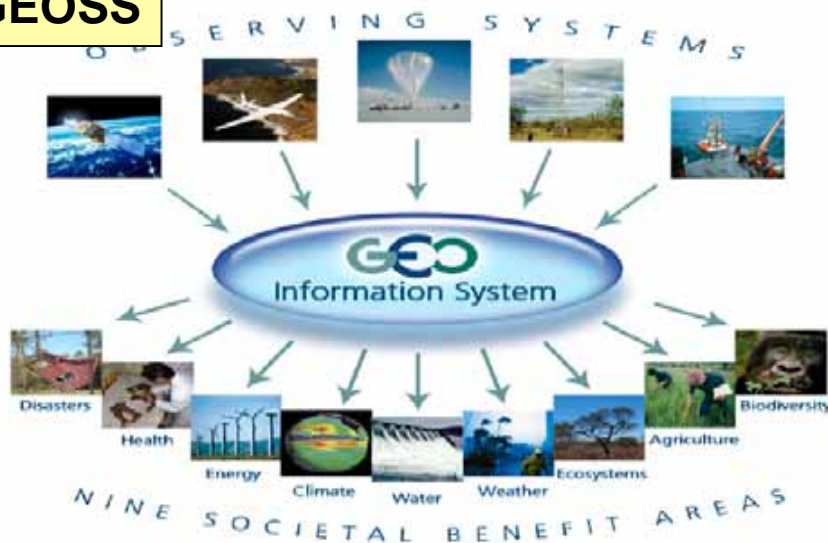 GEOSS
OBSERVING SYSTEMS
GEO
Information System
Disasters
Health
Energy
Climate
Water
Weather
Ecosystems
Agriculture
Biodiversity
NINE SOCIETAL BENEFIT AREAS